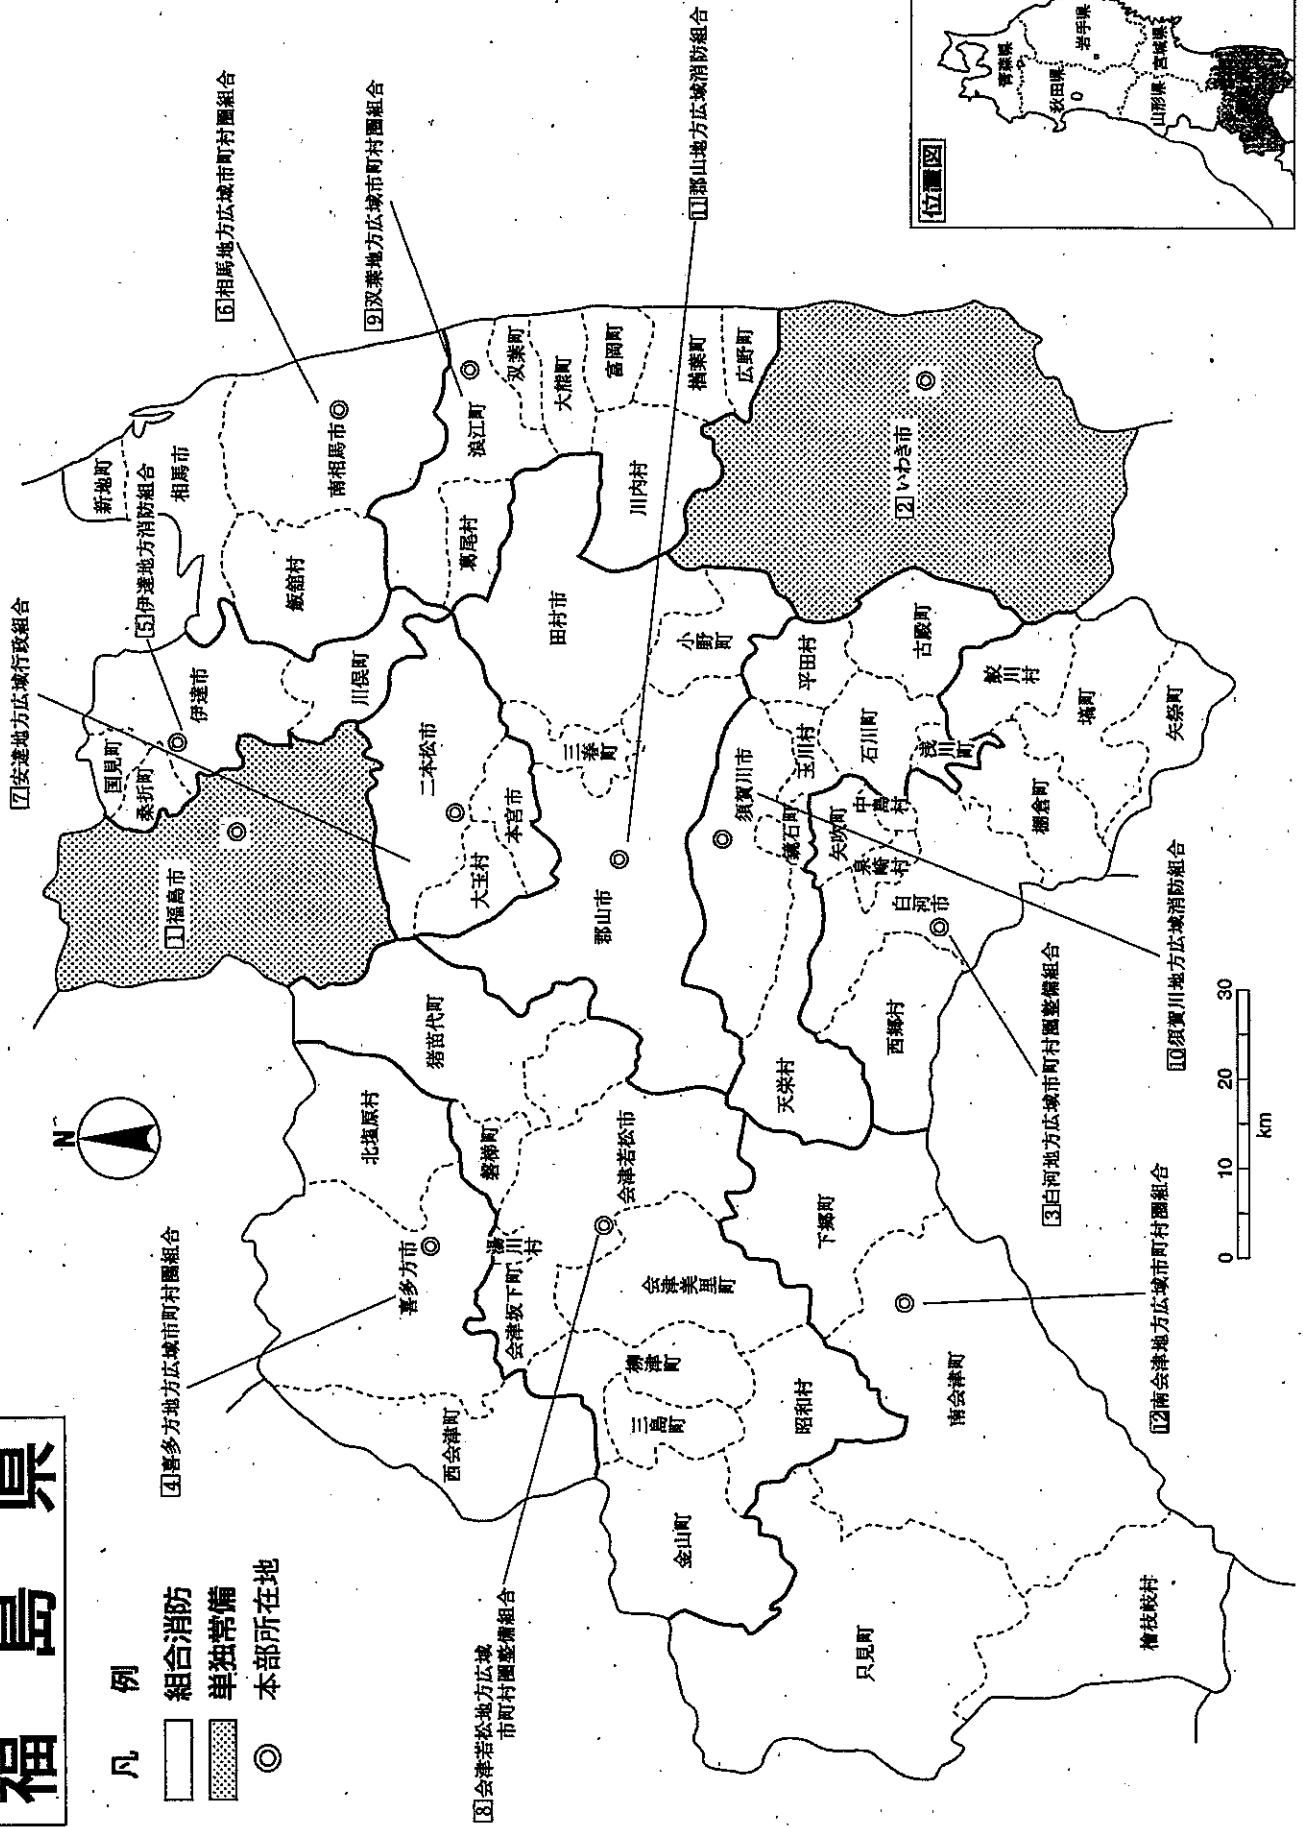 福島県
凡例
組合消防
単独常備
本部所在地
N
4喜多方地方広域市町村圏組合
7安達地方広域行政組合
5伊達地方消防組合
6相馬地方広域市町村圏組合
9双葉地方広域市町村圏組合
11郡山地方広域消防組合
8会津若松地方広域
市町村圏整備組合
12南会津地方広域市町村圏組合
3白河地方広域市町村圏整備組合
10須賀川地方広域消防組合
1福島市
国見町
桑折町
伊達市
川俣町
新地町
相馬市
飯舘村
南相馬市
浪江町
葛尾村
双葉町
大熊町
富岡町
川内村
楢葉町
広野町
2いわき市
二本松市
大玉村
本宮市
田村市
三春町
小野町
郡山市
須賀川市
鏡石町
天栄村
玉川村
平田村
石川町
古殿町
浅川町
矢吹町
中島村
泉崎村
白河市
西郷村
棚倉町
鮫川村
塙町
矢祭町
北塩原村
喜多方市
西会津町
猪苗代町
磐梯町
湯川村
会津坂下町
会津若松市
会津美里町
柳津町
三島町
金山町
昭和村
下郷町
南会津町
只見町
檜枝岐村
0 10 20 30
km
位置図
青森県
秋田県
岩手県
山形県
宮城県